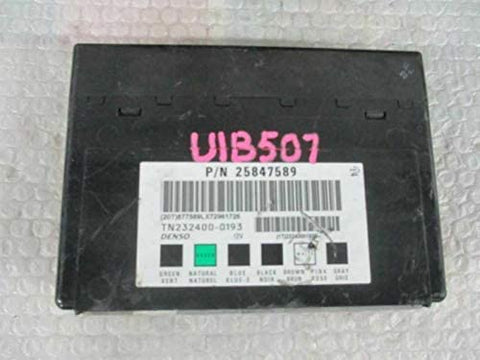 UIB507
P/N 25847589
TN232400-0193
DENSO 12V
GREEN NATURAL BLUE BLACK BROWN PINK GRAY
VERT NATUREL BLEU-E NOIR BRUN ROSE GRIS